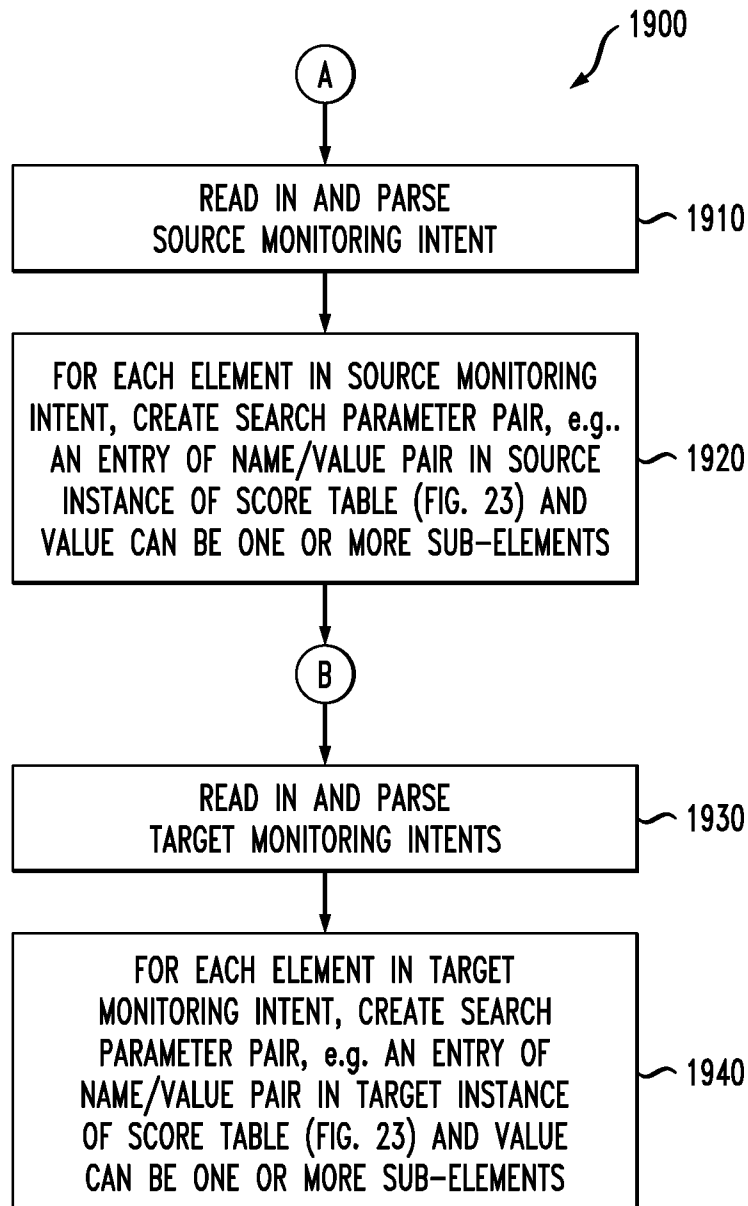 1900
A
READ IN AND PARSE
SOURCE MONITORING INTENT
1910
FOR EACH ELEMENT IN SOURCE MONITORING
INTENT, CREATE SEARCH PARAMETER PAIR, e.g..
AN ENTRY OF NAME/VALUE PAIR IN SOURCE
INSTANCE OF SCORE TABLE (FIG. 23) AND
VALUE CAN BE ONE OR MORE SUB-ELEMENTS
1920
B
READ IN AND PARSE
TARGET MONITORING INTENTS
1930
FOR EACH ELEMENT IN TARGET
MONITORING INTENT, CREATE SEARCH
PARAMETER PAIR, e.g. AN ENTRY OF
NAME/VALUE PAIR IN TARGET INSTANCE
OF SCORE TABLE (FIG. 23) AND VALUE
CAN BE ONE OR MORE SUB-ELEMENTS
1940